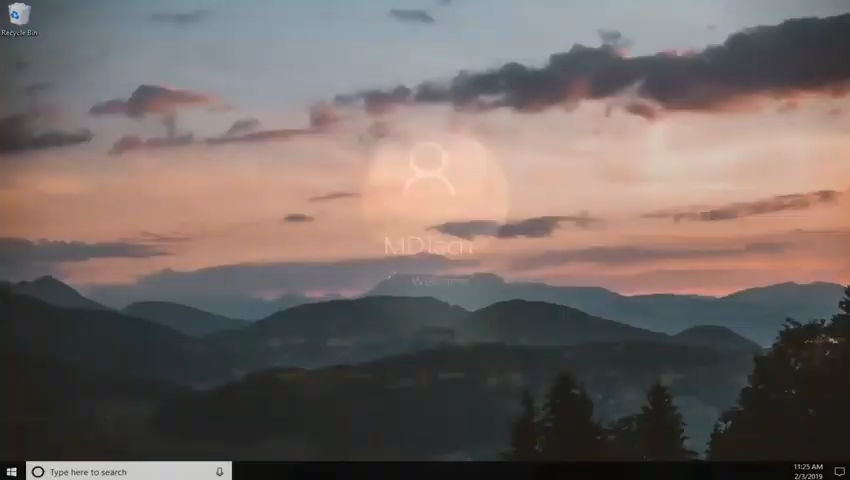 Recycle Bin
MDTech
Welcome
Type here to search
11:25 AM
2/3/2019